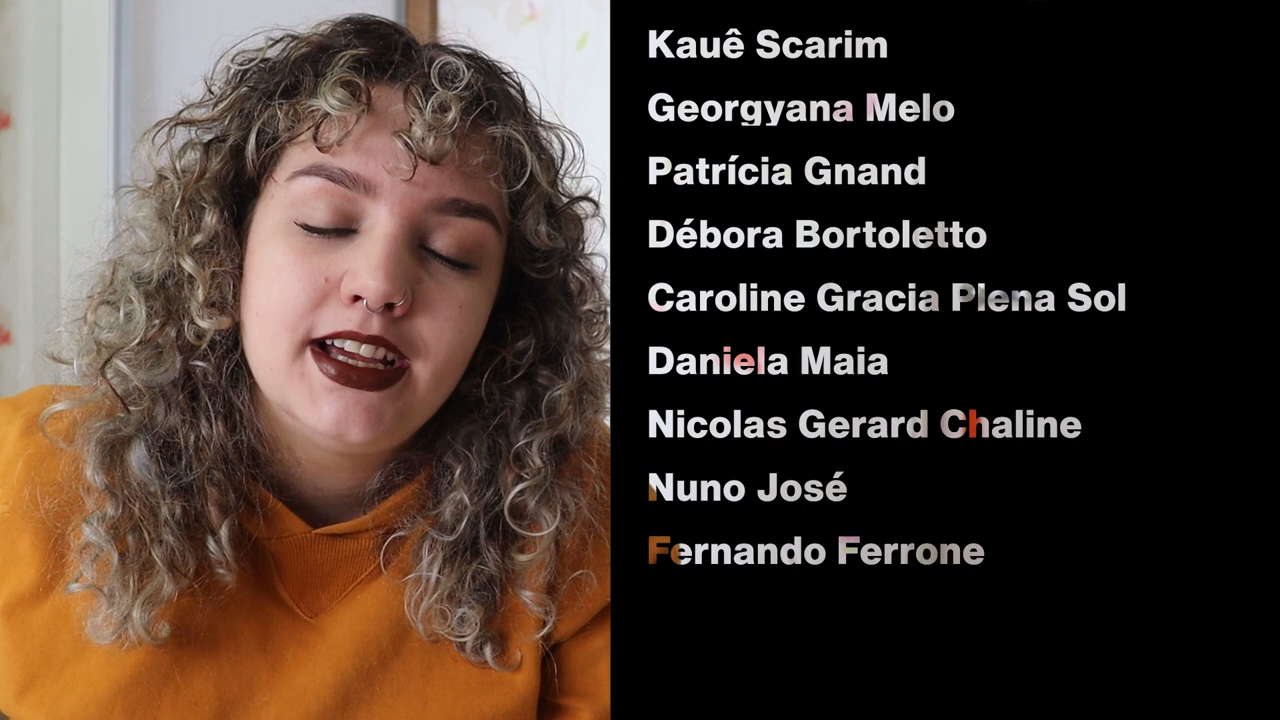 Kauê Scarim
Georgyana Melo
Patrícia Gnand
Débora Bortoletto
Caroline Gracia Plena Sol
Daniela Maia
Nicolas Gerard Chaline
Nuno José
Fernando Ferrone